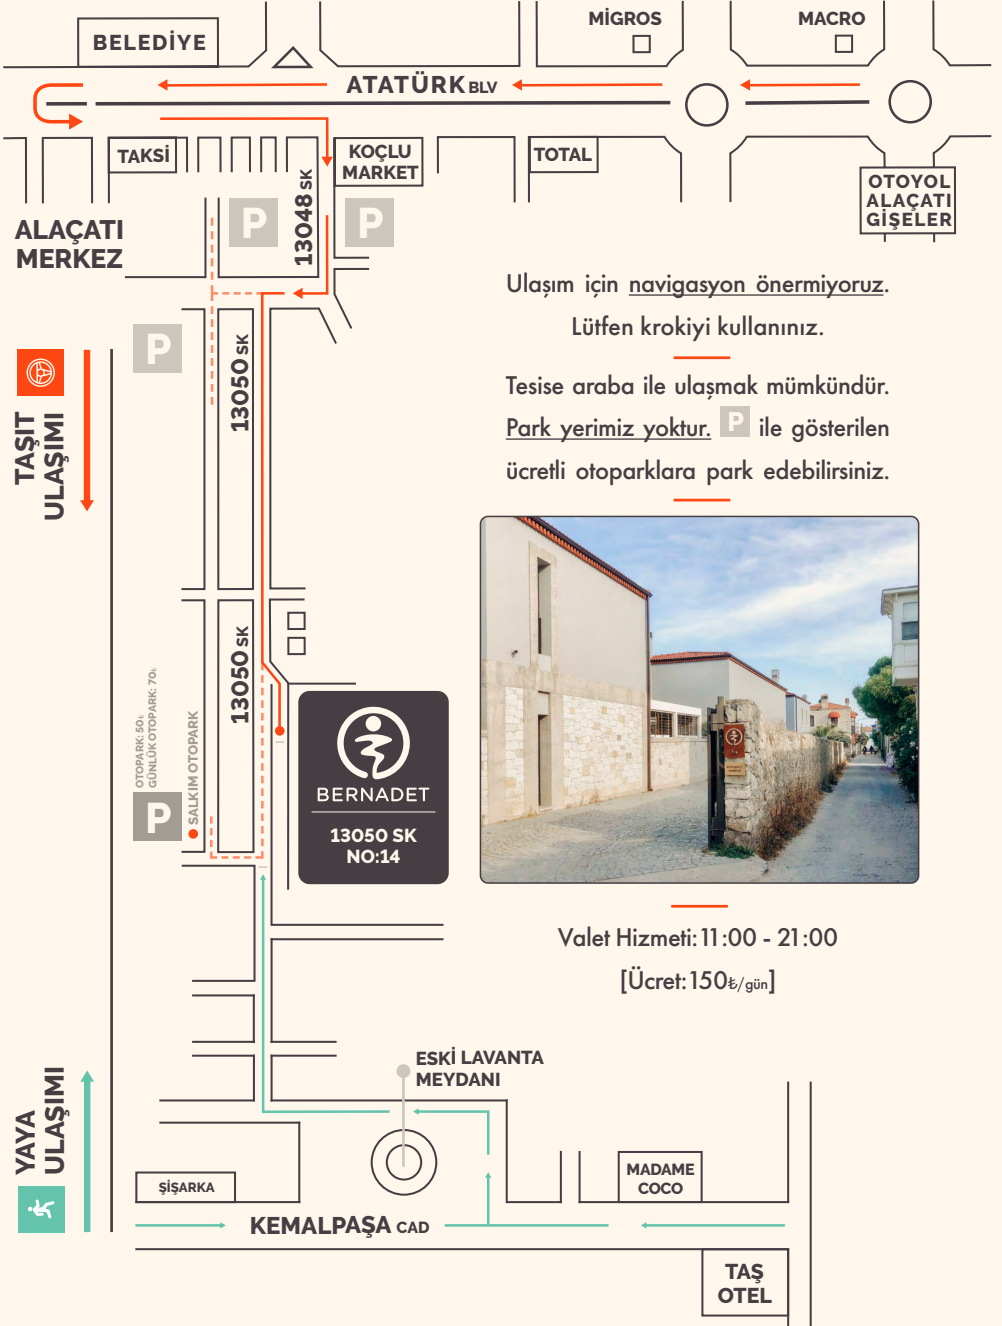 MİGROS
MACRO
BELEDİYE
ATATÜRK BLV
TAKSİ
KOÇLU
MARKET
TOTAL
OTOYOL
ALAÇATI
GİŞELER
13048 SK
P
P
ALAÇATI
MERKEZ
Ulaşım için navigasyon önermiyoruz.
Lütfen krokiyi kullanınız.
P
13050 SK
TAŞIT
ULAŞIMI
Tesise araba ile ulaşmak mümkündür.
Park yerimiz yoktur. P ile gösterilen
ücretli otoparklara park edebilirsiniz.
13050 SK
OTOPARK: 50₺
GÜNLÜK OTOPARK: 70₺
SALKIM OTOPARK
P
BERNADET
13050 SK
NO:14
Valet Hizmeti: 11:00 - 21:00
[Ücret: 150₺/gün]
ESKİ LAVANTA
MEYDANI
YAYA
ULAŞIMI
ŞİŞARKA
MADAME
COCO
KEMALPAŞA CAD
TAŞ
OTEL